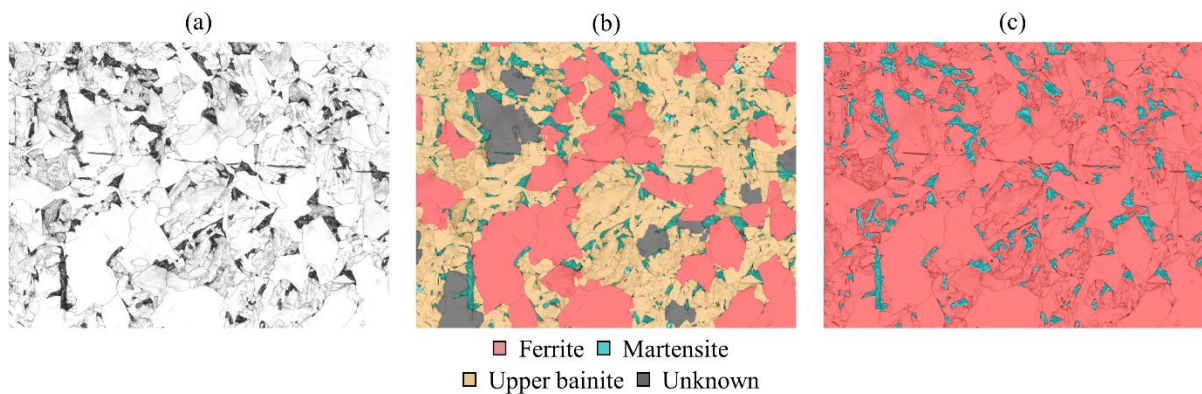 (a)
(b)
(c)
Ferrite
Martensite
Upper bainite
Unknown